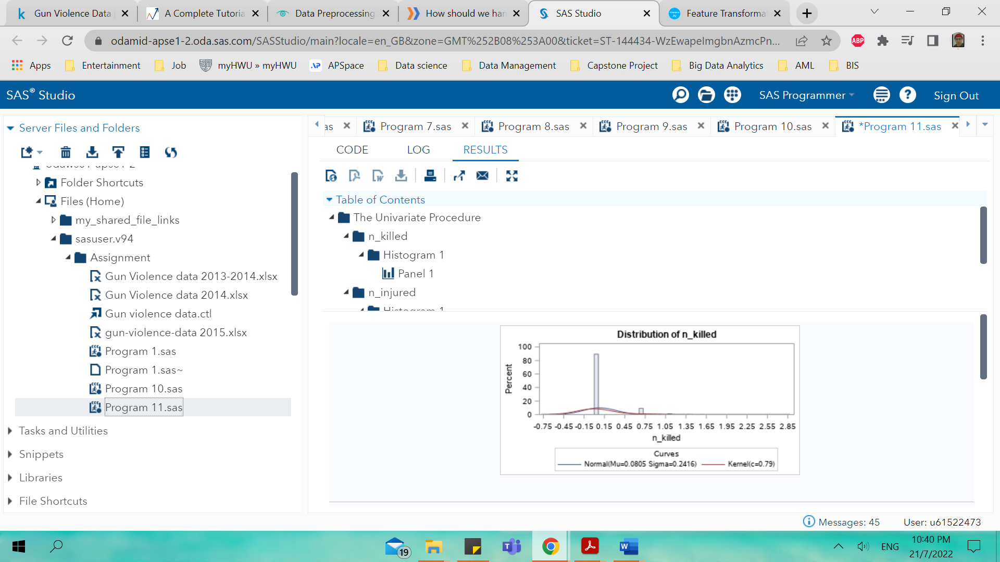 Gun Violence Data
A Complete Tutoria
Data Preprocessing
How should we han
SAS Studio
Feature Transforma
odamid-apse1-2.oda.sas.com/SASStudio/main?locale=en_GB&zone=GMT%252B08%253A00&ticket=ST-144434-WzEwapeImgbnAzmcPn...
ABP
Apps
Entertainment
Job
myHWU » myHWU
APSpace
Data science
Data Management
Capstone Project
Big Data Analytics
AML
BIS
SAS® Studio
SAS Programmer
Sign Out
Server Files and Folders
Folder Shortcuts
Files (Home)
my_shared_file_links
sasuser.v94
Assignment
Gun Violence data 2013-2014.xlsx
Gun Violence data 2014.xlsx
Gun violence data.ctl
gun-violence-data 2015.xlsx
Program 1.sas
Program 1.sas~
Program 10.sas
Program 11.sas
Tasks and Utilities
Snippets
Libraries
File Shortcuts
as
Program 7.sas
Program 8.sas
Program 9.sas
Program 10.sas
*Program 11.sas
CODE
LOG
RESULTS
Table of Contents
The Univariate Procedure
n_killed
Histogram 1
Panel 1
n_injured
Histogram 1
Distribution of n_killed
Percent
100
80
60
40
20
0
-0.75 -0.45 -0.15 0.15 0.45 0.75 1.05 1.35 1.65 1.95 2.25 2.55 2.85
n_killed
Curves
Normal(Mu=0.0805 Sigma=0.2416)
Kernel(c=0.79)
Messages: 45
User: u61522473
19
ENG
10:40 PM
21/7/2022